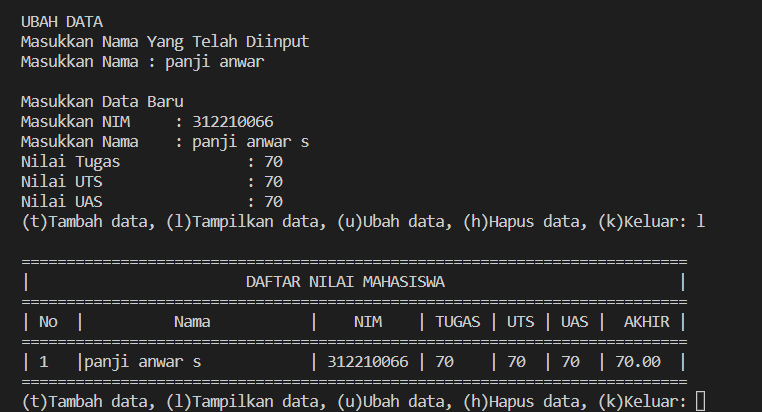 UBAH DATA
Masukkan Nama Yang Telah Diinput
Masukkan Nama : panji anwar
Masukkan Data Baru
Masukkan NIM     : 312210066
Masukkan Nama    : panji anwar s
Nilai Tugas              : 70
Nilai UTS                : 70
Nilai UAS                : 70
(t)Tambah data, (l)Tampilkan data, (u)Ubah data, (h)Hapus data, (k)Keluar: l
==========================================================================
|                        DAFTAR NILAI MAHASISWA                          |
==========================================================================
| No  |          Nama           |    NIM    | TUGAS | UTS | UAS |  AKHIR |
==========================================================================
| 1   |panji anwar s            | 312210066 | 70    | 70  | 70  | 70.00  |
==========================================================================
(t)Tambah data, (l)Tampilkan data, (u)Ubah data, (h)Hapus data, (k)Keluar: